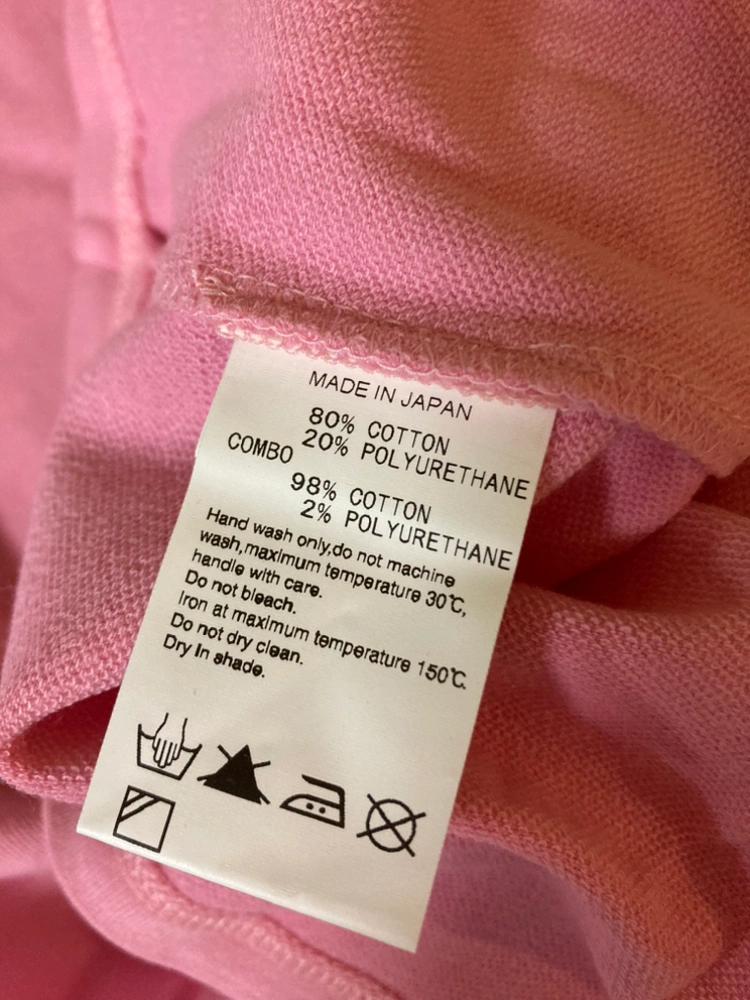 MADE IN JAPAN
80% COTTON
20% POLYURETHANE
COMBO
98% COTTON
2% POLYURETHANE
Hand wash only,do not machine
wash,maximum temperature 30℃,
handle with care.
Do not bleach.
Iron at maximum temperature 150℃.
Do not dry clean.
Dry In shade.